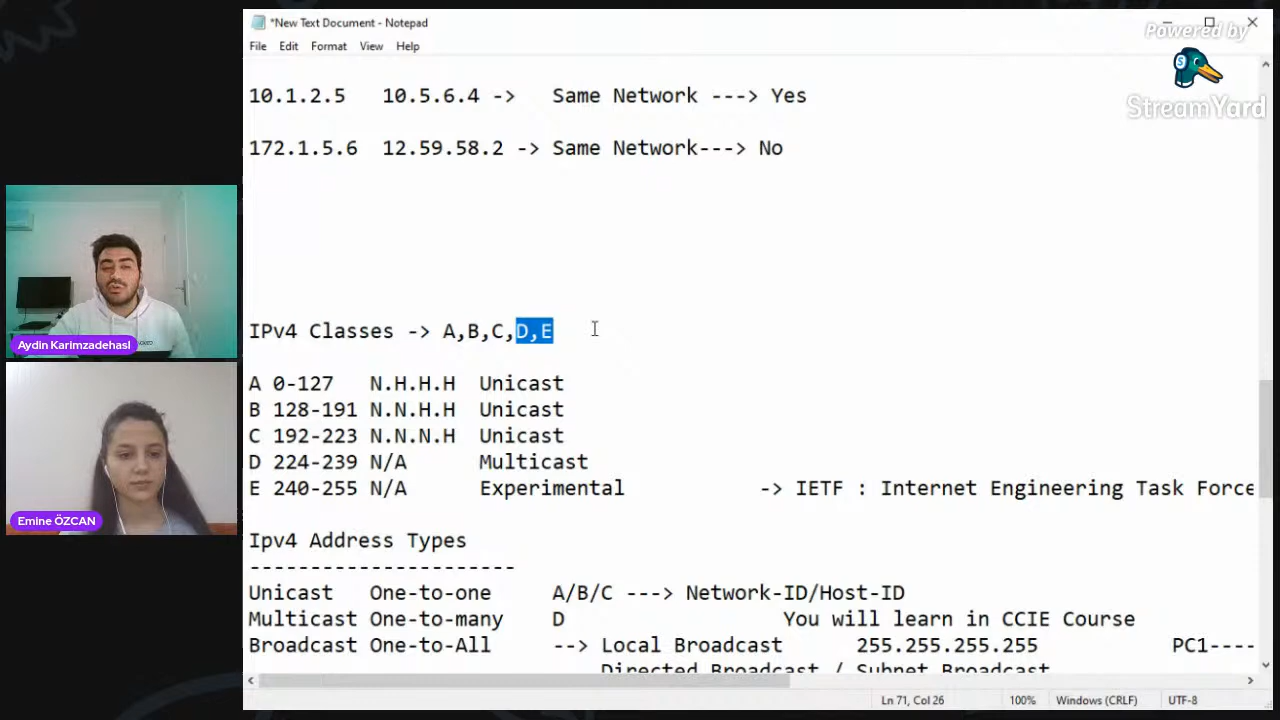 *New Text Document - Notepad
File Edit Format View Help
Powered by
StreamYard
10.1.2.5 10.5.6.4 -> Same Network ---> Yes
172.1.5.6 12.59.58.2 -> Same Network---> No
IPv4 Classes -> A,B,C,D,E
A 0-127 N.H.H.H Unicast
B 128-191 N.N.H.H Unicast
C 192-223 N.N.N.H Unicast
D 224-239 N/A Multicast
E 240-255 N/A Experimental -> IETF : Internet Engineering Task Force
Ipv4 Address Types
----------------------
Unicast One-to-one A/B/C ---> Network-ID/Host-ID
Multicast One-to-many D You will learn in CCIE Course
Broadcast One-to-All --> Local Broadcast 255.255.255.255 PC1----
Directed Broadcast / Subnet Broadcast
Ln 71, Col 26 100% Windows (CRLF) UTF-8
Aydin Karimzadehasl
Emine ÖZCAN